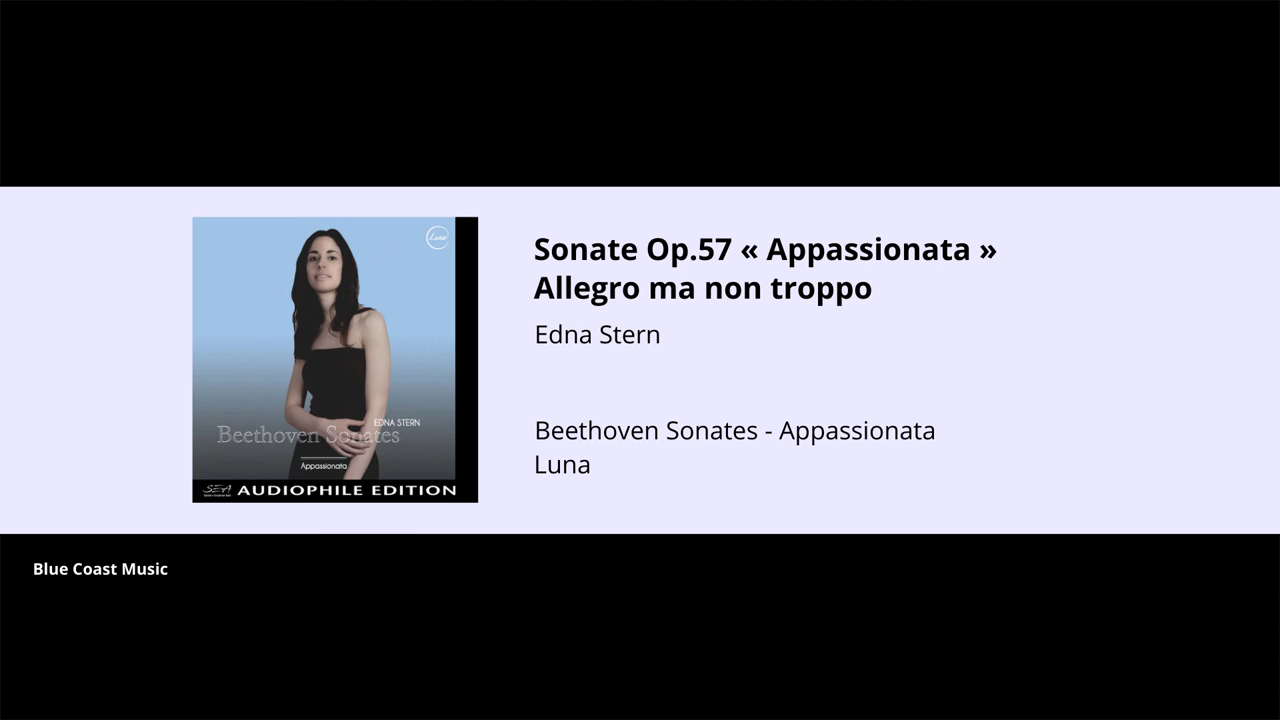 Luna
EDNA STERN
Beethoven Sonates
Appassionata
SEA AUDIOPHILE EDITION
Sonate Op.57 « Appassionata »
Allegro ma non troppo
Edna Stern
Beethoven Sonates - Appassionata
Luna
Blue Coast Music